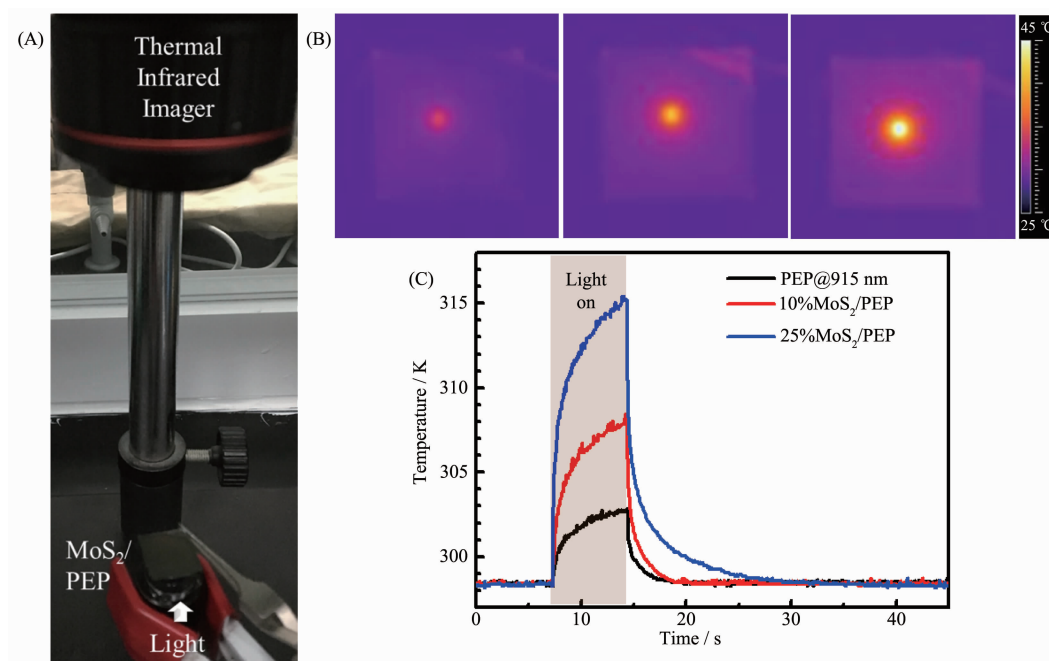 (A)
Thermal
Infrared
Imager
MoS₂/
PEP
Light
(B)
45 ℃
25 ℃
(C)
Light
on
PEP@915 nm
10%MoS₂/PEP
25%MoS₂/PEP
Temperature / K
315
310
305
300
0
10
20
30
40
Time / s